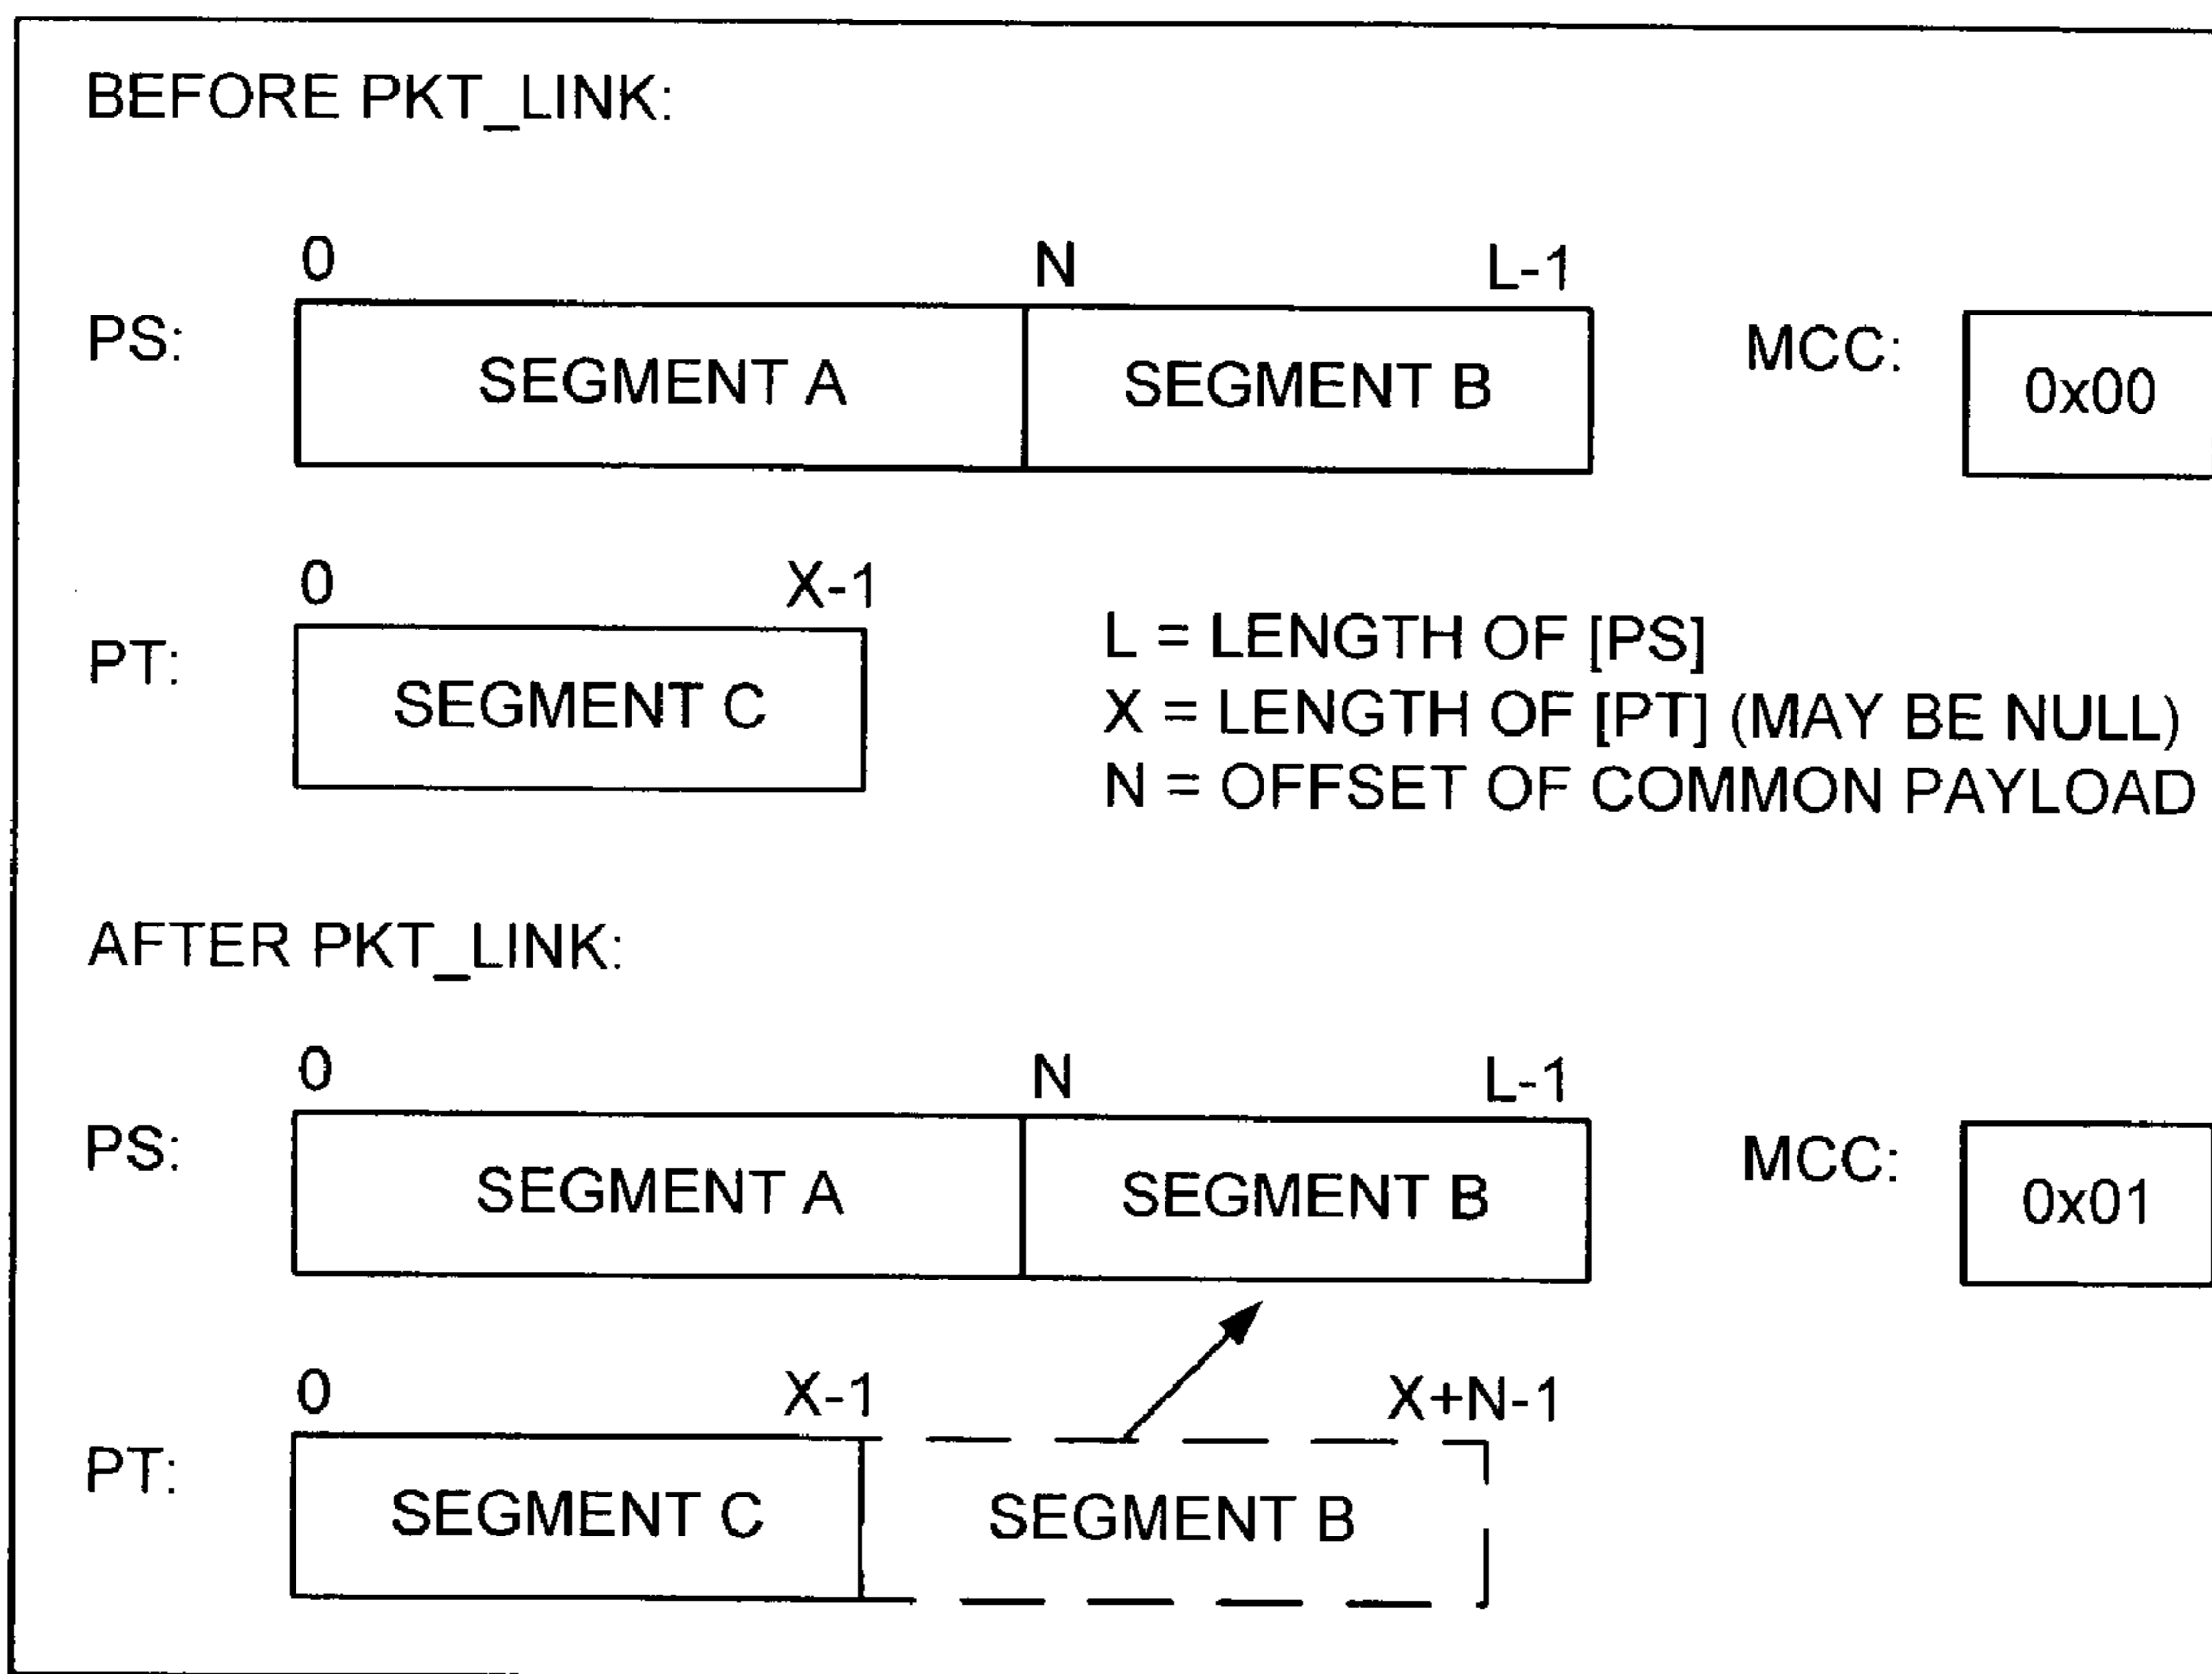 BEFORE PKT_LINK:
0 N L-1
PS: SEGMENT A SEGMENT B MCC: 0x00
0 X-1
PT: SEGMENT C
L = LENGTH OF [PS]
X = LENGTH OF [PT] (MAY BE NULL)
N = OFFSET OF COMMON PAYLOAD
AFTER PKT_LINK:
0 N L-1
PS: SEGMENT A SEGMENT B MCC: 0x01
0 X-1 X+N-1
PT: SEGMENT C SEGMENT B